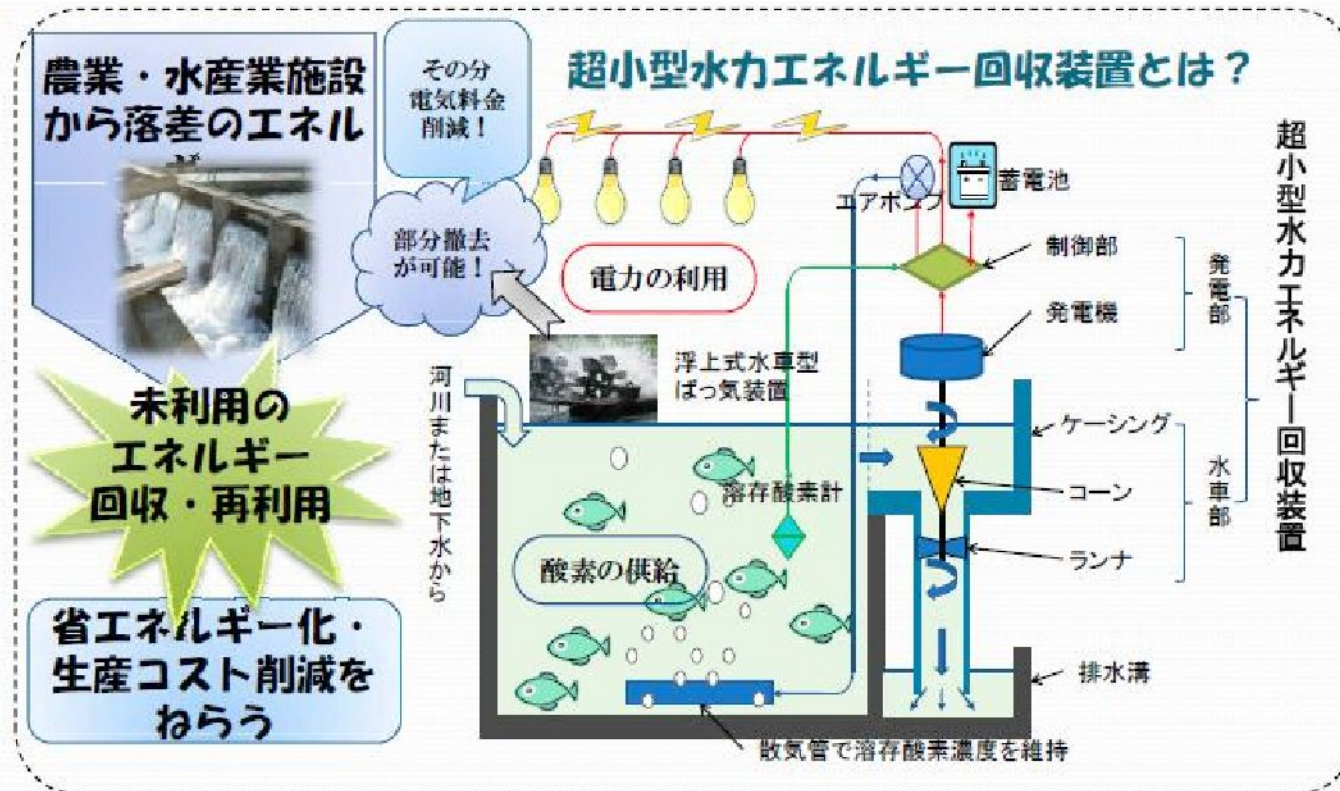 農業・水産業施設
から落差のエネル
その分
電気料金
削減！
部分撤去
が可能！
未利用の
エネルギー
回収・再利用
省エネルギー化・
生産コスト削減を
ねらう
超小型水力エネルギー回収装置とは？
エアポンプ
蓄電池
電力の利用
制御部
発電機
発電部
浮上式水車型
ばっ気装置
河川または地下水から
溶存酸素計
酸素の供給
ケーシング
コーン
ランナ
水車部
超小型水力エネルギー回収装置
排水溝
散気管で溶存酸素濃度を維持